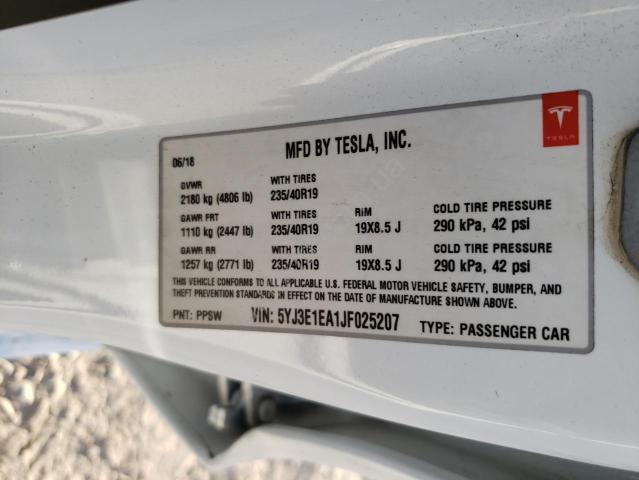 TESLA
06/18 MFD BY TESLA, INC.
GVWR WITH TIRES
2180 kg (4806 lb) 235/40R19
GAWR FRT WITH TIRES RIM COLD TIRE PRESSURE
1110 kg (2447 lb) 235/40R19 19X8.5 J 290 kPa, 42 psi
GAWR RR WITH TIRES RIM COLD TIRE PRESSURE
1257 kg (2771 lb) 235/40R19 19X8.5 J 290 kPa, 42 psi
THIS VEHICLE CONFORMS TO ALL APPLICABLE U.S. FEDERAL MOTOR VEHICLE SAFETY, BUMPER, AND
THEFT PREVENTION STANDARDS IN EFFECT ON THE DATE OF MANUFACTURE SHOWN ABOVE.
PNT: PPSW VIN: 5YJ3E1EA1JF025207 TYPE: PASSENGER CAR